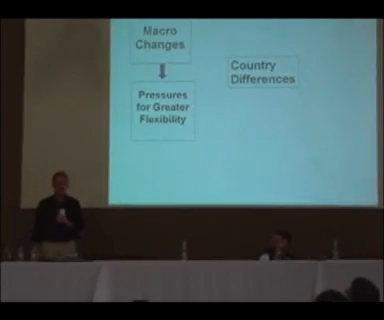 Macro
Changes
Country
Differences
Pressures
for Greater
Flexibility